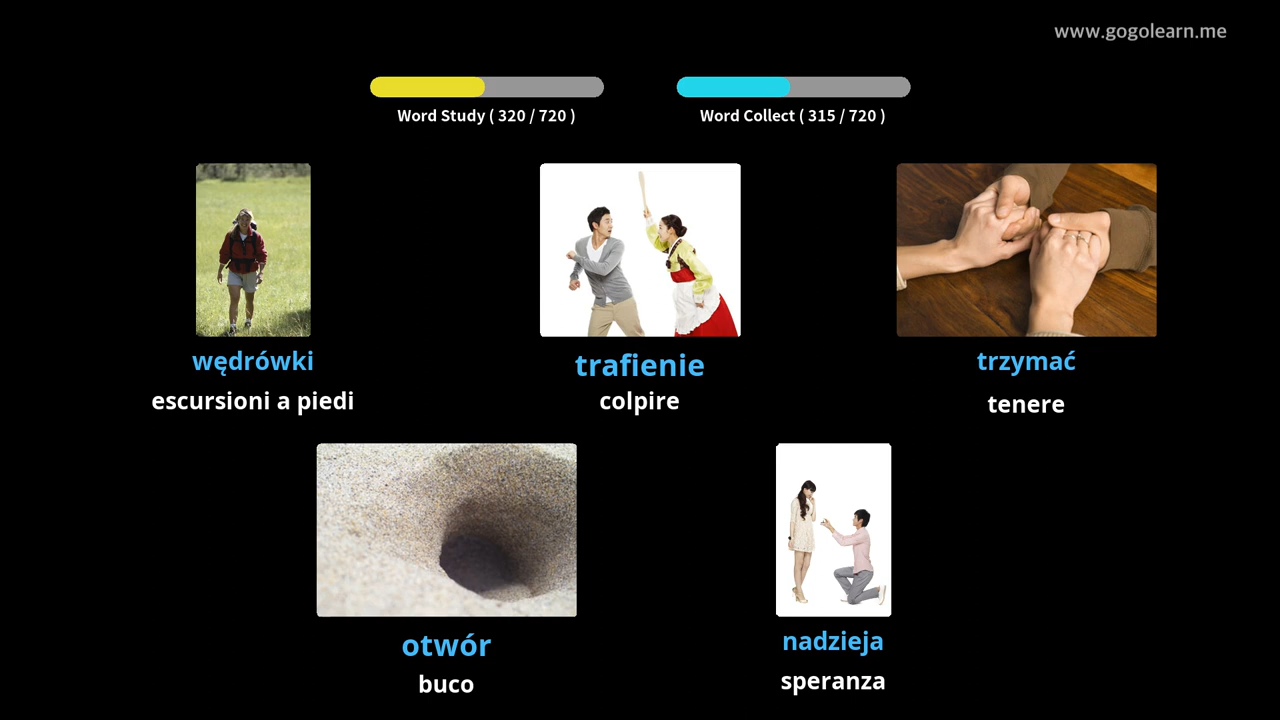 www.gogolearn.me
Word Study ( 320 / 720 )
Word Collect ( 315 / 720 )
wędrówki
escursioni a piedi
trafienie
colpire
trzymać
tenere
otwór
buco
nadzieja
speranza